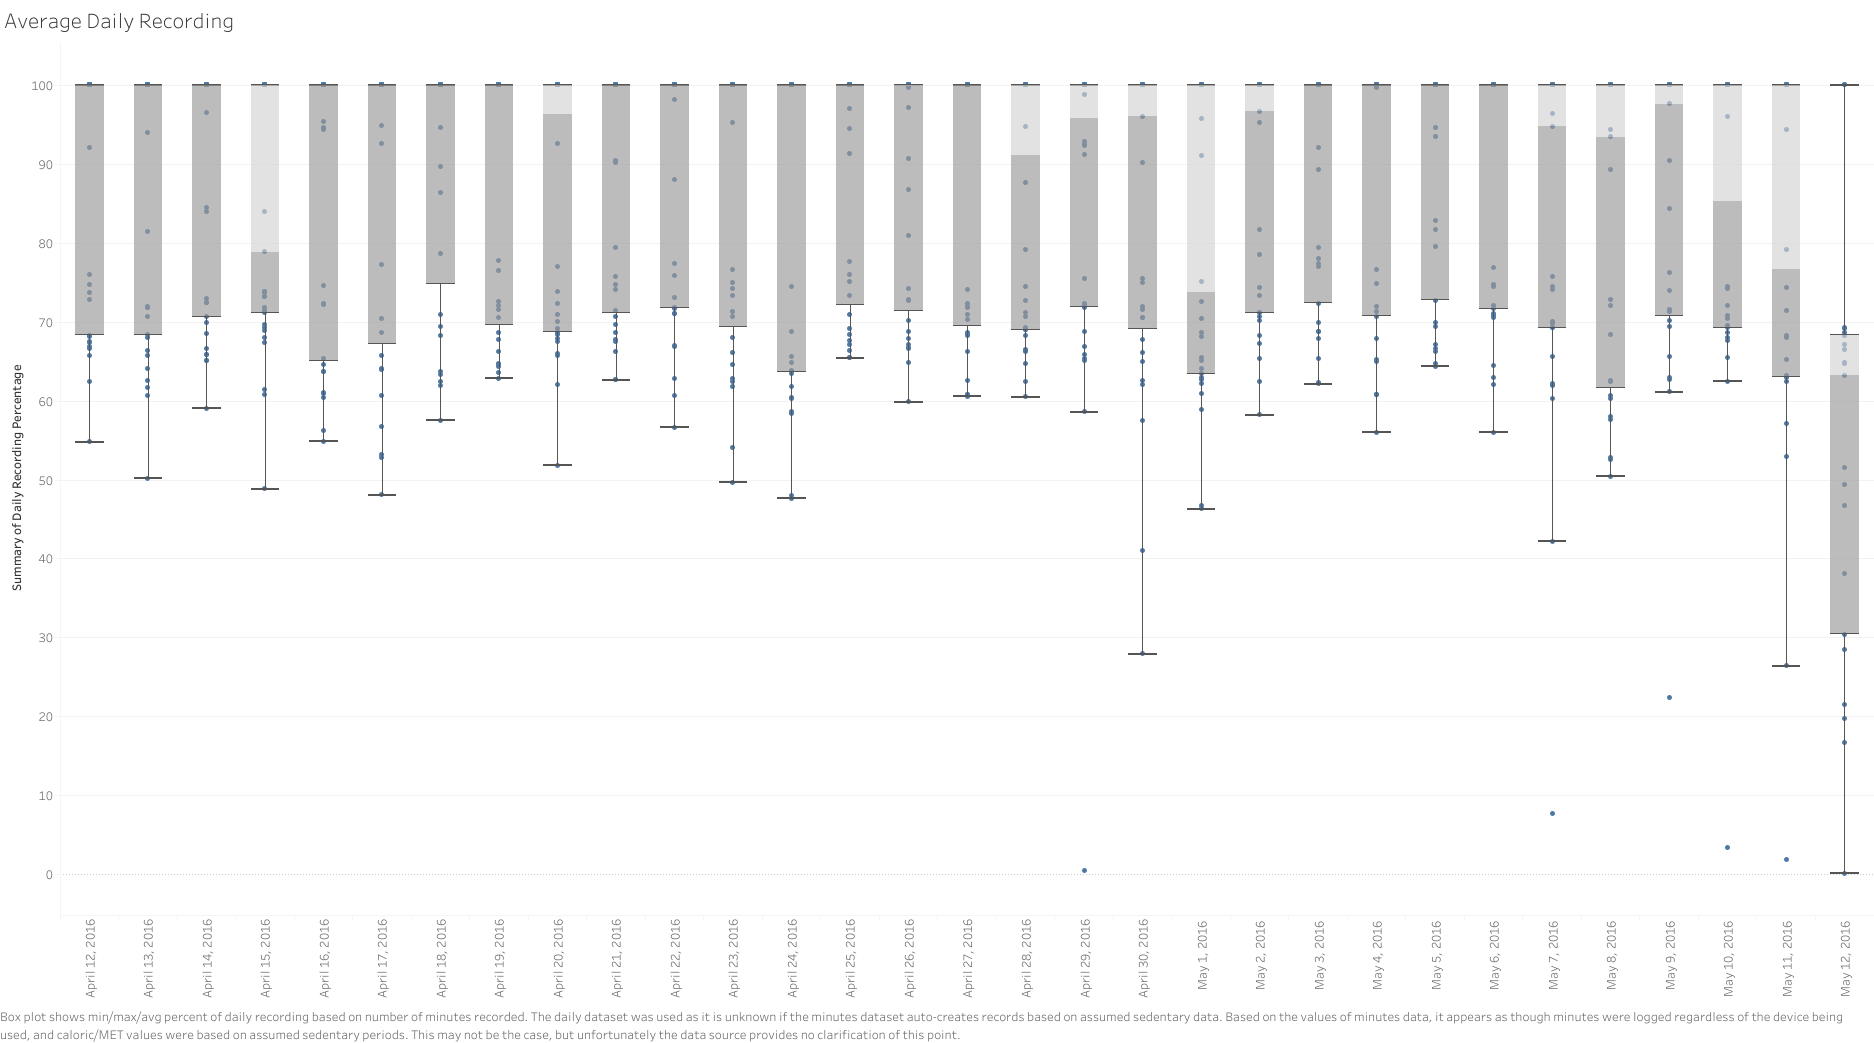 Average Daily Recording
Summary of Daily Recording Percentage
100
90
80
70
60
50
40
30
20
10
0
April 12, 2016
April 13, 2016
April 14, 2016
April 15, 2016
April 16, 2016
April 17, 2016
April 18, 2016
April 19, 2016
April 20, 2016
April 21, 2016
April 22, 2016
April 23, 2016
April 24, 2016
April 25, 2016
April 26, 2016
April 27, 2016
April 28, 2016
April 29, 2016
April 30, 2016
May 1, 2016
May 2, 2016
May 3, 2016
May 4, 2016
May 5, 2016
May 6, 2016
May 7, 2016
May 8, 2016
May 9, 2016
May 10, 2016
May 11, 2016
May 12, 2016
Box plot shows min/max/avg percent of daily recording based on number of minutes recorded. The daily dataset was used as it is unknown if the minutes dataset auto-creates records based on assumed sedentary data. Based on the values of minutes data, it appears as though minutes were logged regardless of the device being
used, and caloric/MET values were based on assumed sedentary periods. This may not be the case, but unfortunately the data source provides no clarification of this point.